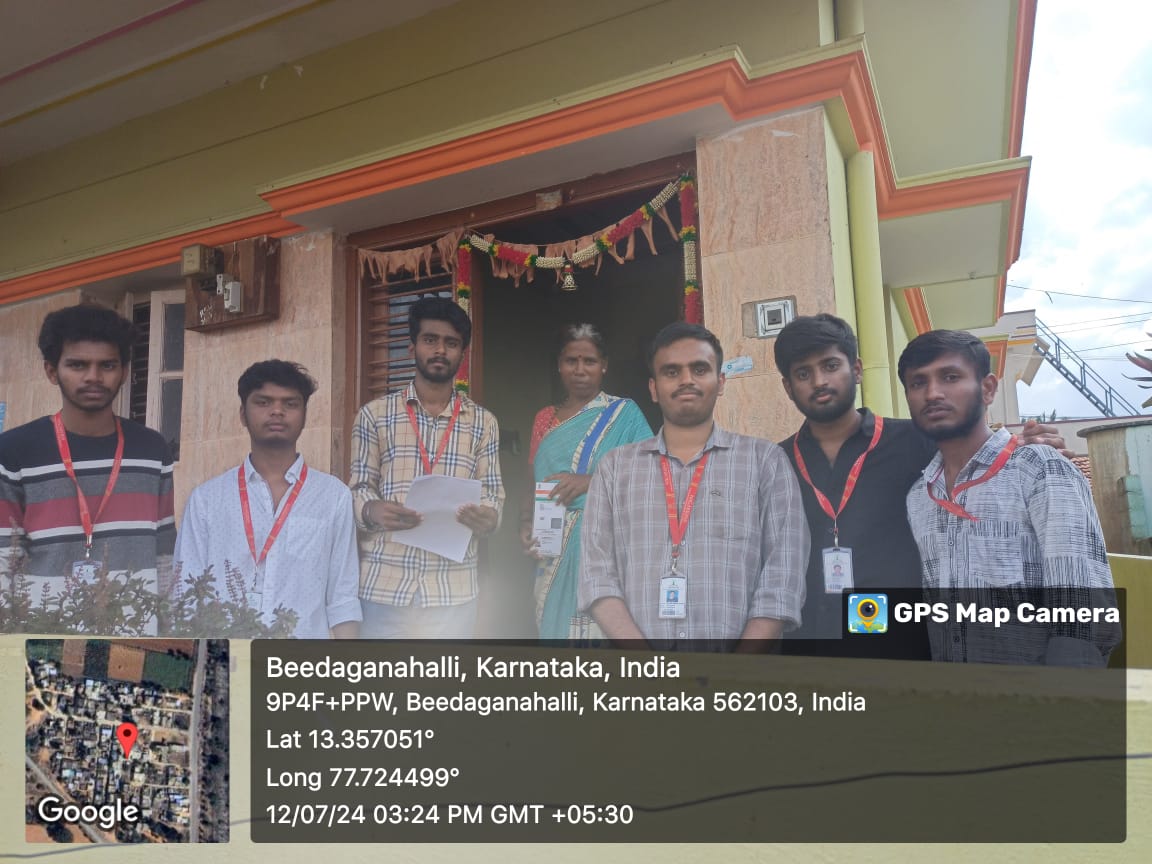 GPS Map Camera
Beedaganahalli, Karnataka, India
9P4F+PPW, Beedaganahalli, Karnataka 562103, India
Lat 13.357051°
Long 77.724499°
12/07/24 03:24 PM GMT +05:30
Google